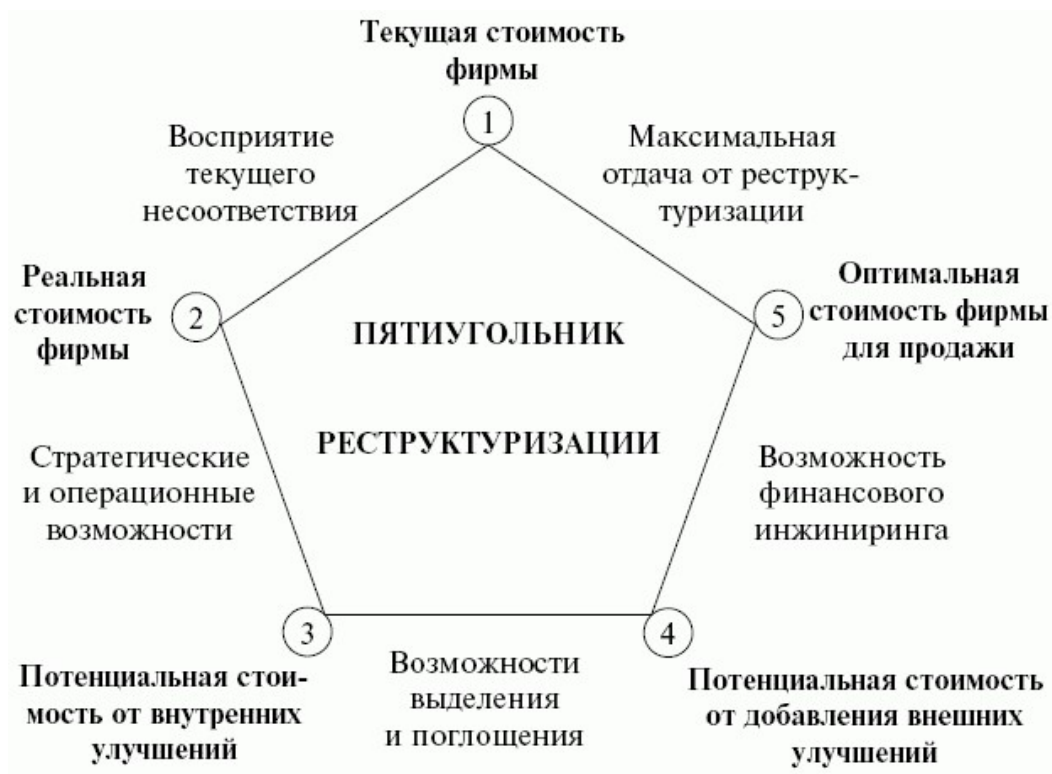 Текущая стоимость
фирмы
1
Восприятие
текущего
несоответствия
Максимальная
отдача от реструк-
туризации
Реальная
стоимость
фирмы
2
5
Оптимальная
стоимость фирмы
для продажи
ПЯТИУГОЛЬНИК
РЕСТРУКТУРИЗАЦИИ
Стратегические
и операционные
возможности
Возможность
финансового
инжиниринга
3
4
Потенциальная стои-
мость от внутренних
улучшений
Возможности
выделения
и поглощения
Потенциальная стоимость
от добавления внешних
улучшений